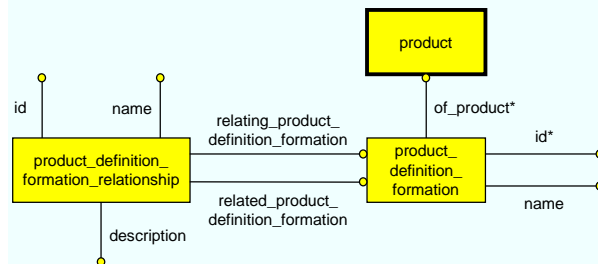 product
id
name
relating_product_
definition_formation
of_product*
id*
product_definition_
formation_relationship
product_
definition_
formation
related_product_
definition_formation
name
description